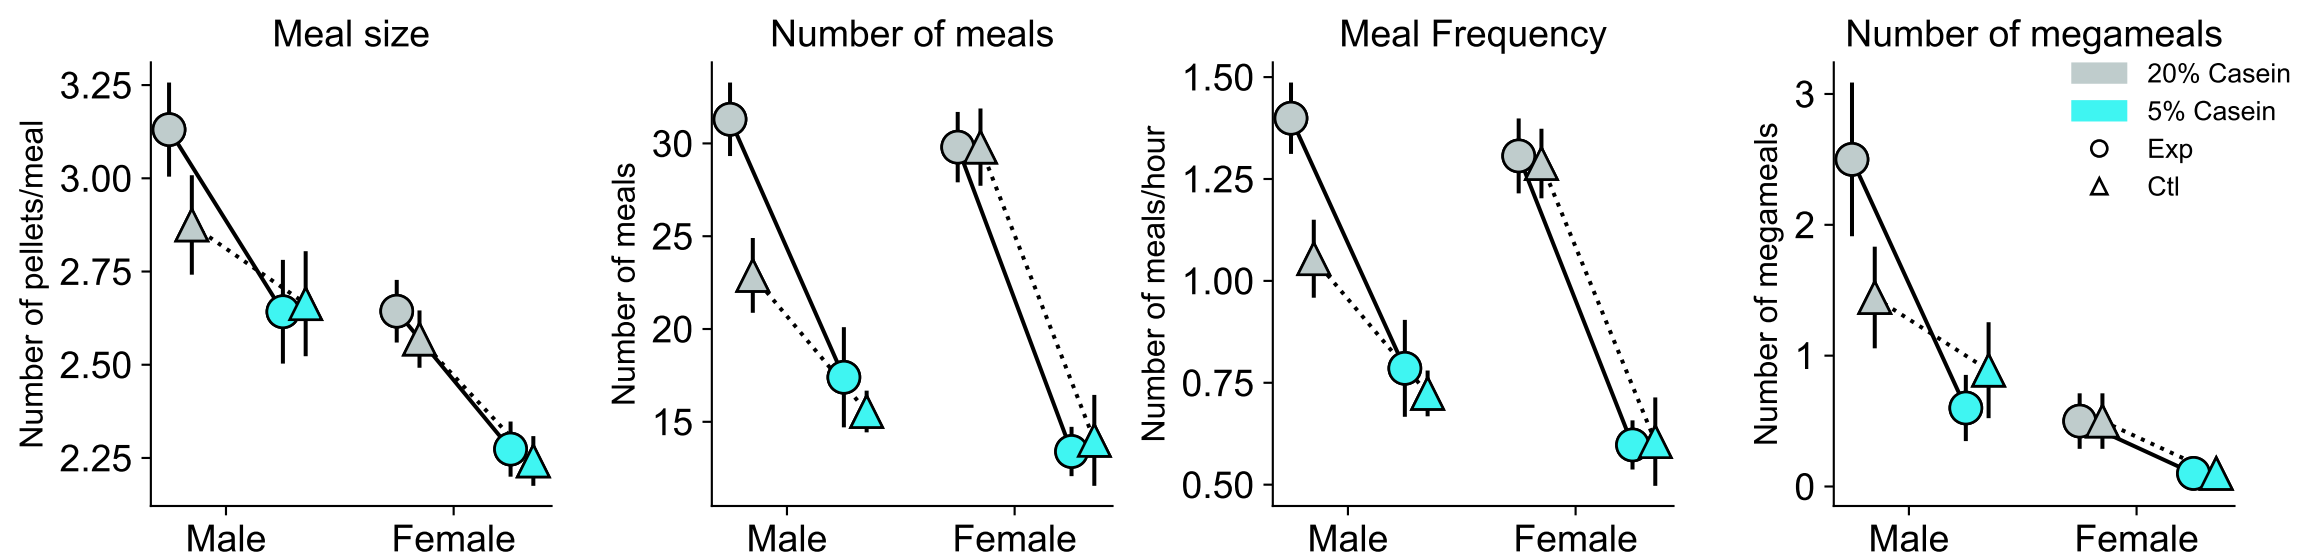 Meal size
Number of pellets/meal
3.25
3.00
2.75
2.50
2.25
Male
Female
Number of meals
Number of meals
30
25
20
15
Male
Female
Meal Frequency
Number of meals/hour
1.50
1.25
1.00
0.75
0.50
Male
Female
Number of megameals
Number of megameals
3
2
1
0
Male
Female
20% Casein
5% Casein
Exp
Ctl